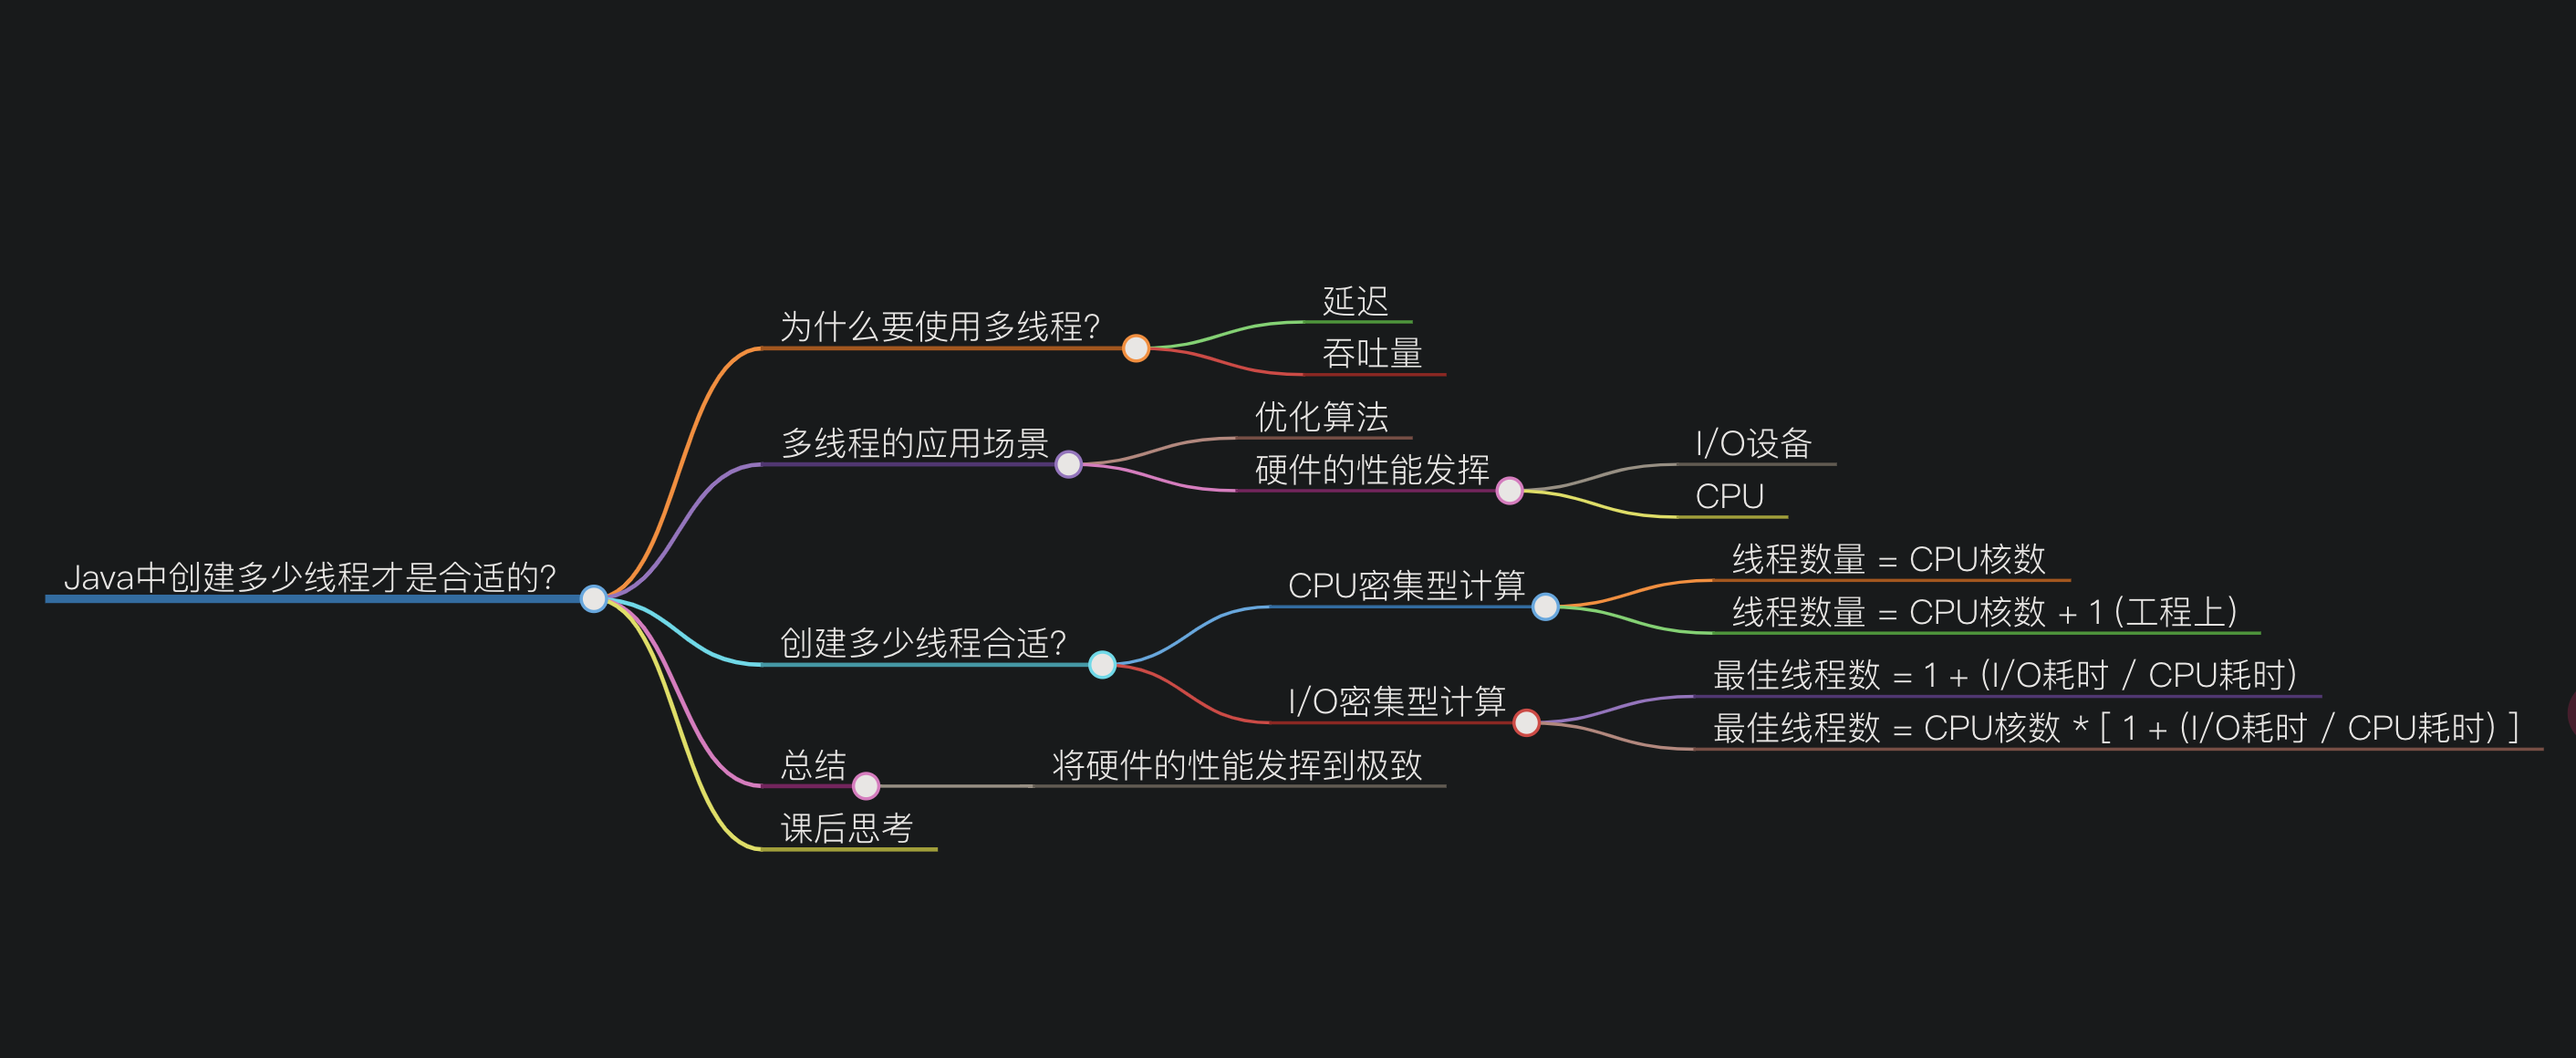 Java中创建多少线程才是合适的?
为什么要使用多线程?
延迟
吞吐量
多线程的应用场景
优化算法
硬件的性能发挥
I/O设备
CPU
创建多少线程合适?
CPU密集型计算
线程数量 = CPU核数
线程数量 = CPU核数 + 1 (工程上)
I/O密集型计算
最佳线程数 = 1 + (I/O耗时 / CPU耗时)
最佳线程数 = CPU核数 * [ 1 + (I/O耗时 / CPU耗时) ]
总结
将硬件的性能发挥到极致
课后思考